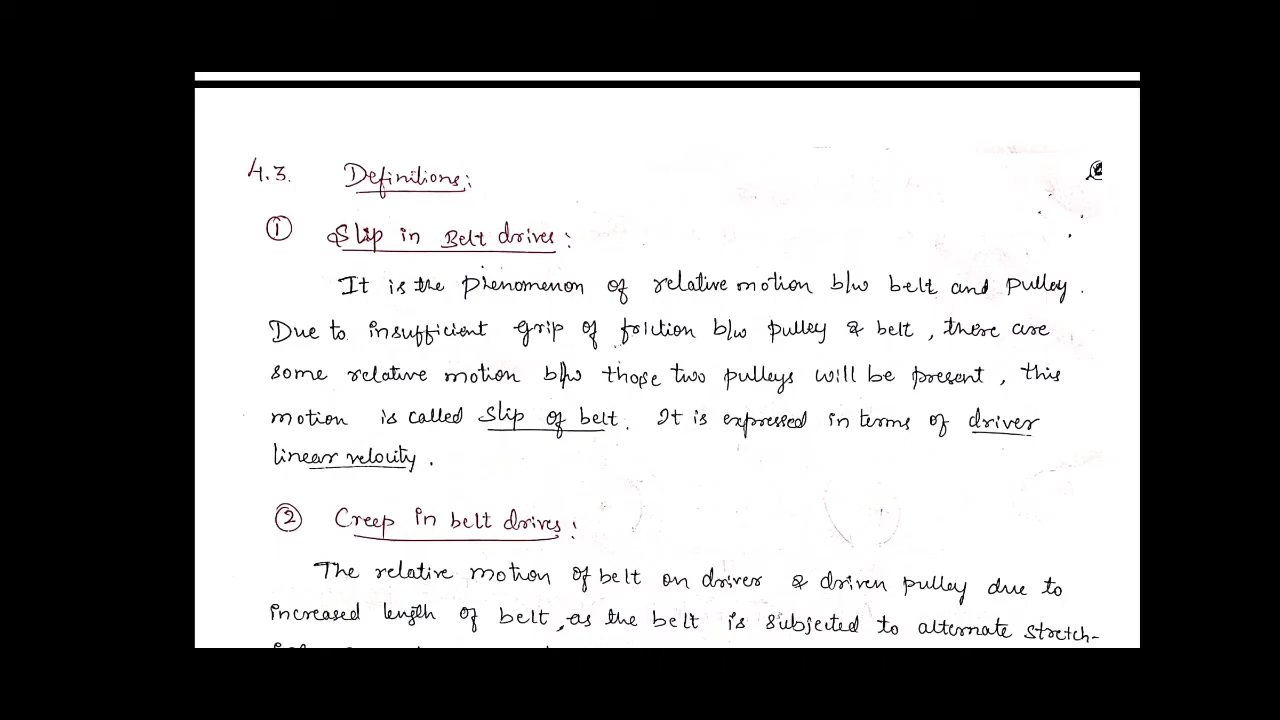 4.3. Definitions:
① Slip in Belt drives:
It is the phenomenon of relative motion b/w belt and pulley.
Due to insufficient grip of friction b/w pulley & belt, there are
some relative motion b/w those two pulleys will be present, this
motion is called slip of belt. It is expressed in terms of driver
linear velocity.
② Creep in belt drives:
The relative motion of belt on driver & driven pulley due to
increased length of belt, as the belt is subjected to alternate stretch-